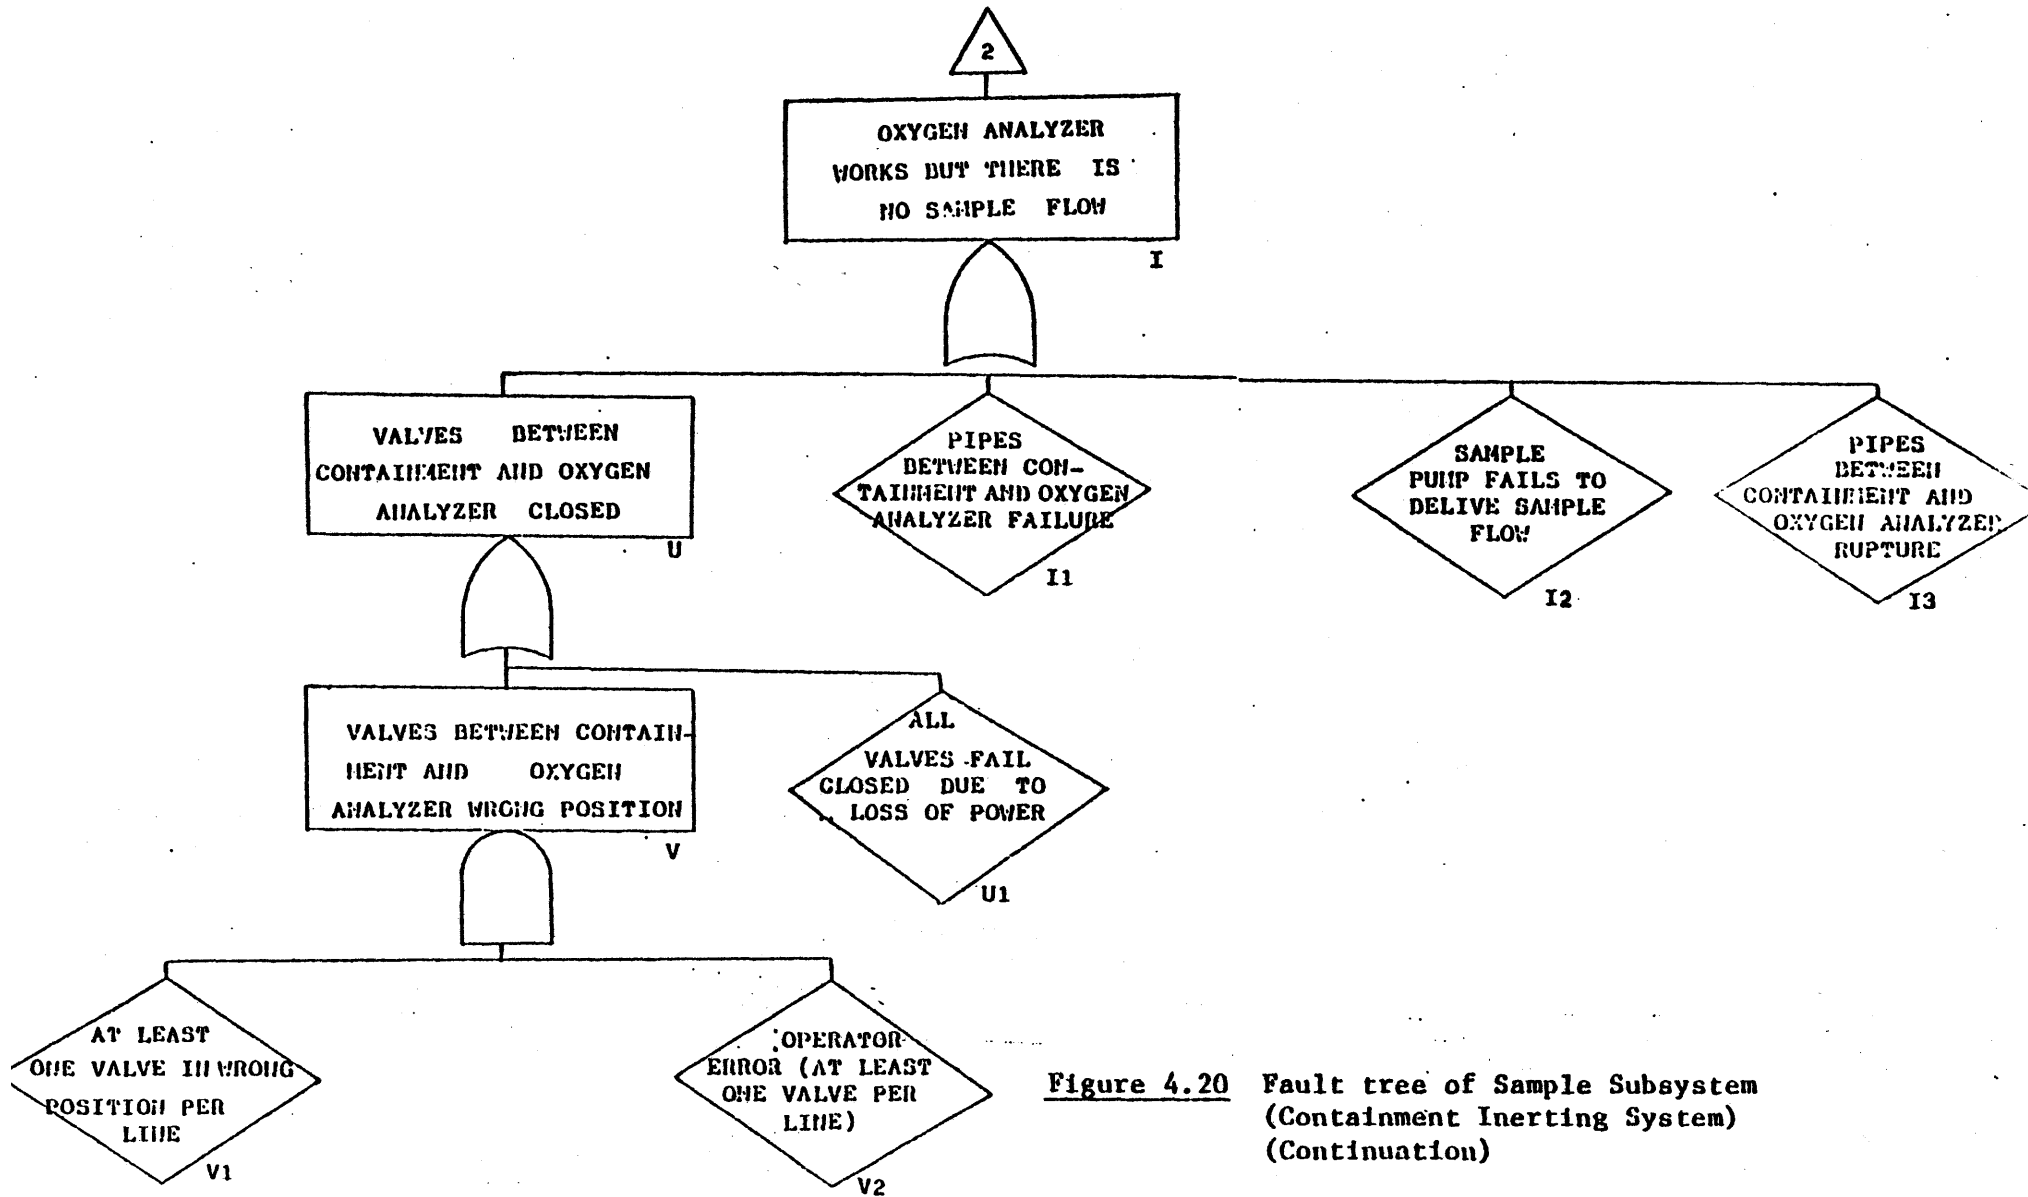 2
OXYGEN ANALYZER
WORKS BUT THERE IS
NO SAMPLE FLOW
I
VALVES BETWEEN
CONTAINMENT AND OXYGEN
ANALYZER CLOSED
U
PIPES
BETWEEN CON-
TAINMENT AND OXYGEN
ANALYZER FAILURE
I1
SAMPLE
PUMP FAILS TO
DELIVE SAMPLE
FLOW
I2
PIPES
BETWEEN
CONTAINMENT AND
OXYGEN ANALYZER
RUPTURE
I3
VALVES BETWEEN CONTAIN-
MENT AND OXYGEN
ANALYZER WRONG POSITION
V
ALL
VALVES FAIL
CLOSED DUE TO
LOSS OF POWER
U1
AT LEAST
ONE VALVE IN WRONG
POSITION PER
LINE
V1
OPERATOR
ERROR (AT LEAST
ONE VALVE PER
LINE)
V2
Figure 4.20 Fault tree of Sample Subsystem
(Containment Inerting System)
(Continuation)